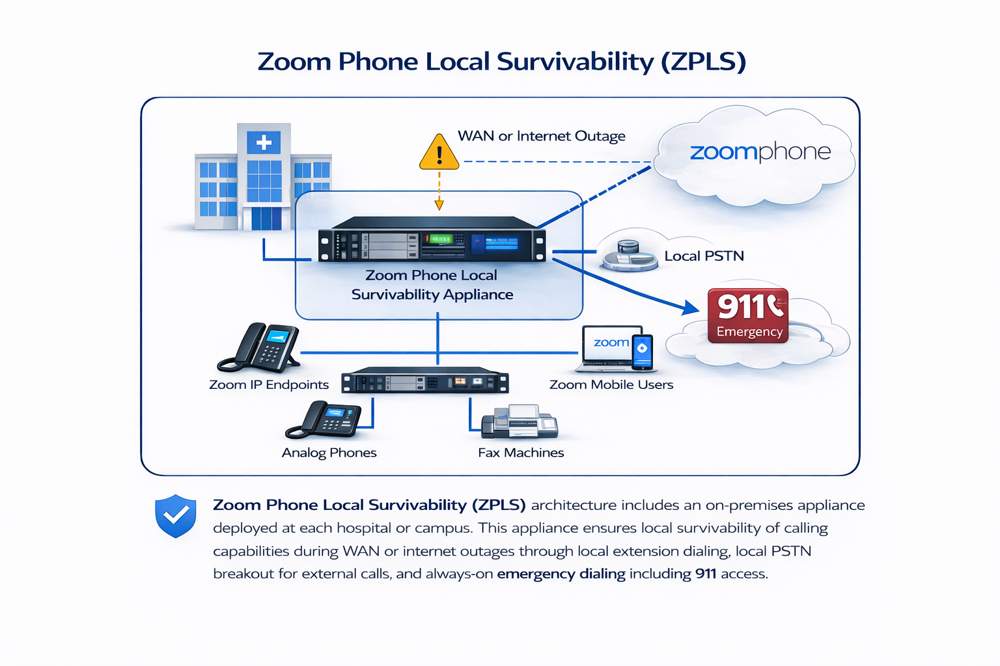 Zoom Phone Local Survivability (ZPLS)
WAN or Internet Outage
zoomphone
Zoom Phone Local
Survivability Appliance
Local PSTN
911
Emergency
zoom
Zoom IP Endpoints
Zoom Mobile Users
Analog Phones
Fax Machines
Zoom Phone Local Survivability (ZPLS) architecture includes an on-premises appliance
deployed at each hospital or campus. This appliance ensures local survivability of calling
capabilities during WAN or internet outages through local extension dialing, local PSTN
breakout for external calls, and always-on emergency dialing including 911 access.